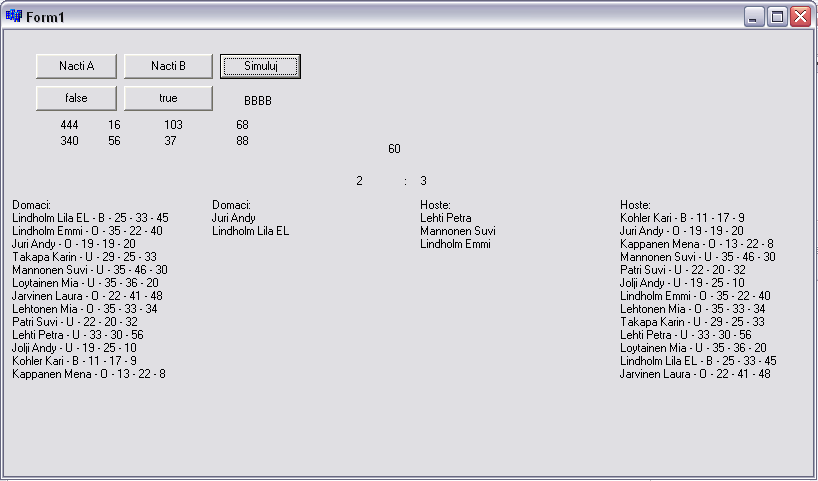 Form1
Nacti A Nacti B Simuluj
false true BBBB
444 16 103 68
340 56 37 88
60
2 : 3
Domaci:
Lindholm Lila EL - B - 25 - 33 - 45
Lindholm Emmi - O - 35 - 22 - 40
Juri Andy - O - 19 - 19 - 20
Takapa Karin - U - 29 - 25 - 33
Mannonen Suvi - U - 35 - 46 - 30
Loytainen Mia - U - 35 - 36 - 20
Jarvinen Laura - O - 22 - 41 - 48
Lehtonen Mia - O - 35 - 33 - 34
Patri Suvi - U - 22 - 20 - 32
Lehti Petra - U - 33 - 30 - 56
Jolji Andy - U - 19 - 25 - 10
Kohler Kari - B - 11 - 17 - 9
Kappanen Mena - O - 13 - 22 - 8
Domaci:
Juri Andy
Lindholm Lila EL
Hoste:
Lehti Petra
Mannonen Suvi
Lindholm Emmi
Hoste:
Kohler Kari - B - 11 - 17 - 9
Juri Andy - O - 19 - 19 - 20
Kappanen Mena - O - 13 - 22 - 8
Mannonen Suvi - U - 35 - 46 - 30
Patri Suvi - U - 22 - 20 - 32
Jolji Andy - U - 19 - 25 - 10
Lindholm Emmi - O - 35 - 22 - 40
Lehtonen Mia - O - 35 - 33 - 34
Takapa Karin - U - 29 - 25 - 33
Lehti Petra - U - 33 - 30 - 56
Loytainen Mia - U - 35 - 36 - 20
Lindholm Lila EL - B - 25 - 33 - 45
Jarvinen Laura - O - 22 - 41 - 48